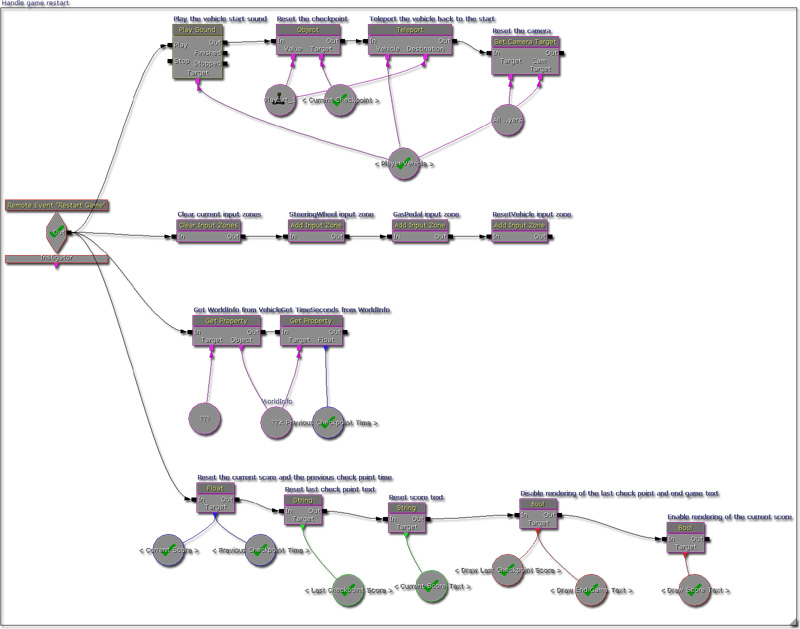 Handle game restart
Play the vehicle start sound
Play Sound
Play Out
Finished
Stop Stopped
Target
Reset the checkpoint
Object
In Out
Value Target
Teleport the vehicle back to the start
Teleport
In Out
Vehicle Destination
Reset the camera
Set Camera Target
In Out
Target Cam
Target
< Current Checkpoint >
All ...yers
< Player Vehicle >
Remote Event "Restart Game"
Out
Instigator
Clear current input zones
Clear Input Zones
In Out
SteeringWheel input zone
Add Input Zone
In Out
GasPedal input zone
Add Input Zone
In Out
ResetVehicle input zone
Add Input Zone
In Out
Get WorldInfo from Vehicle
Get Property
In Out
Target Object
Get TimeSeconds from WorldInfo
Get Property
In Out
Target Float
???
WorldInfo
???
< Previous Checkpoint Time >
Reset the current score and the previous check point time
Float
In Out
Target
Reset last check point text
String
In Out
Target
Reset score text
String
In Out
Target
Disable rendering of the last check point and end game text
Bool
In Out
Target
Enable rendering of the current score
Bool
In Out
Target
< Current Score >
< Previous Checkpoint Time >
< Last Checkpoint Score >
< Current Score Text >
< Draw Last Checkpoint Score >
< Draw End Game Text >
< Draw Score Text >